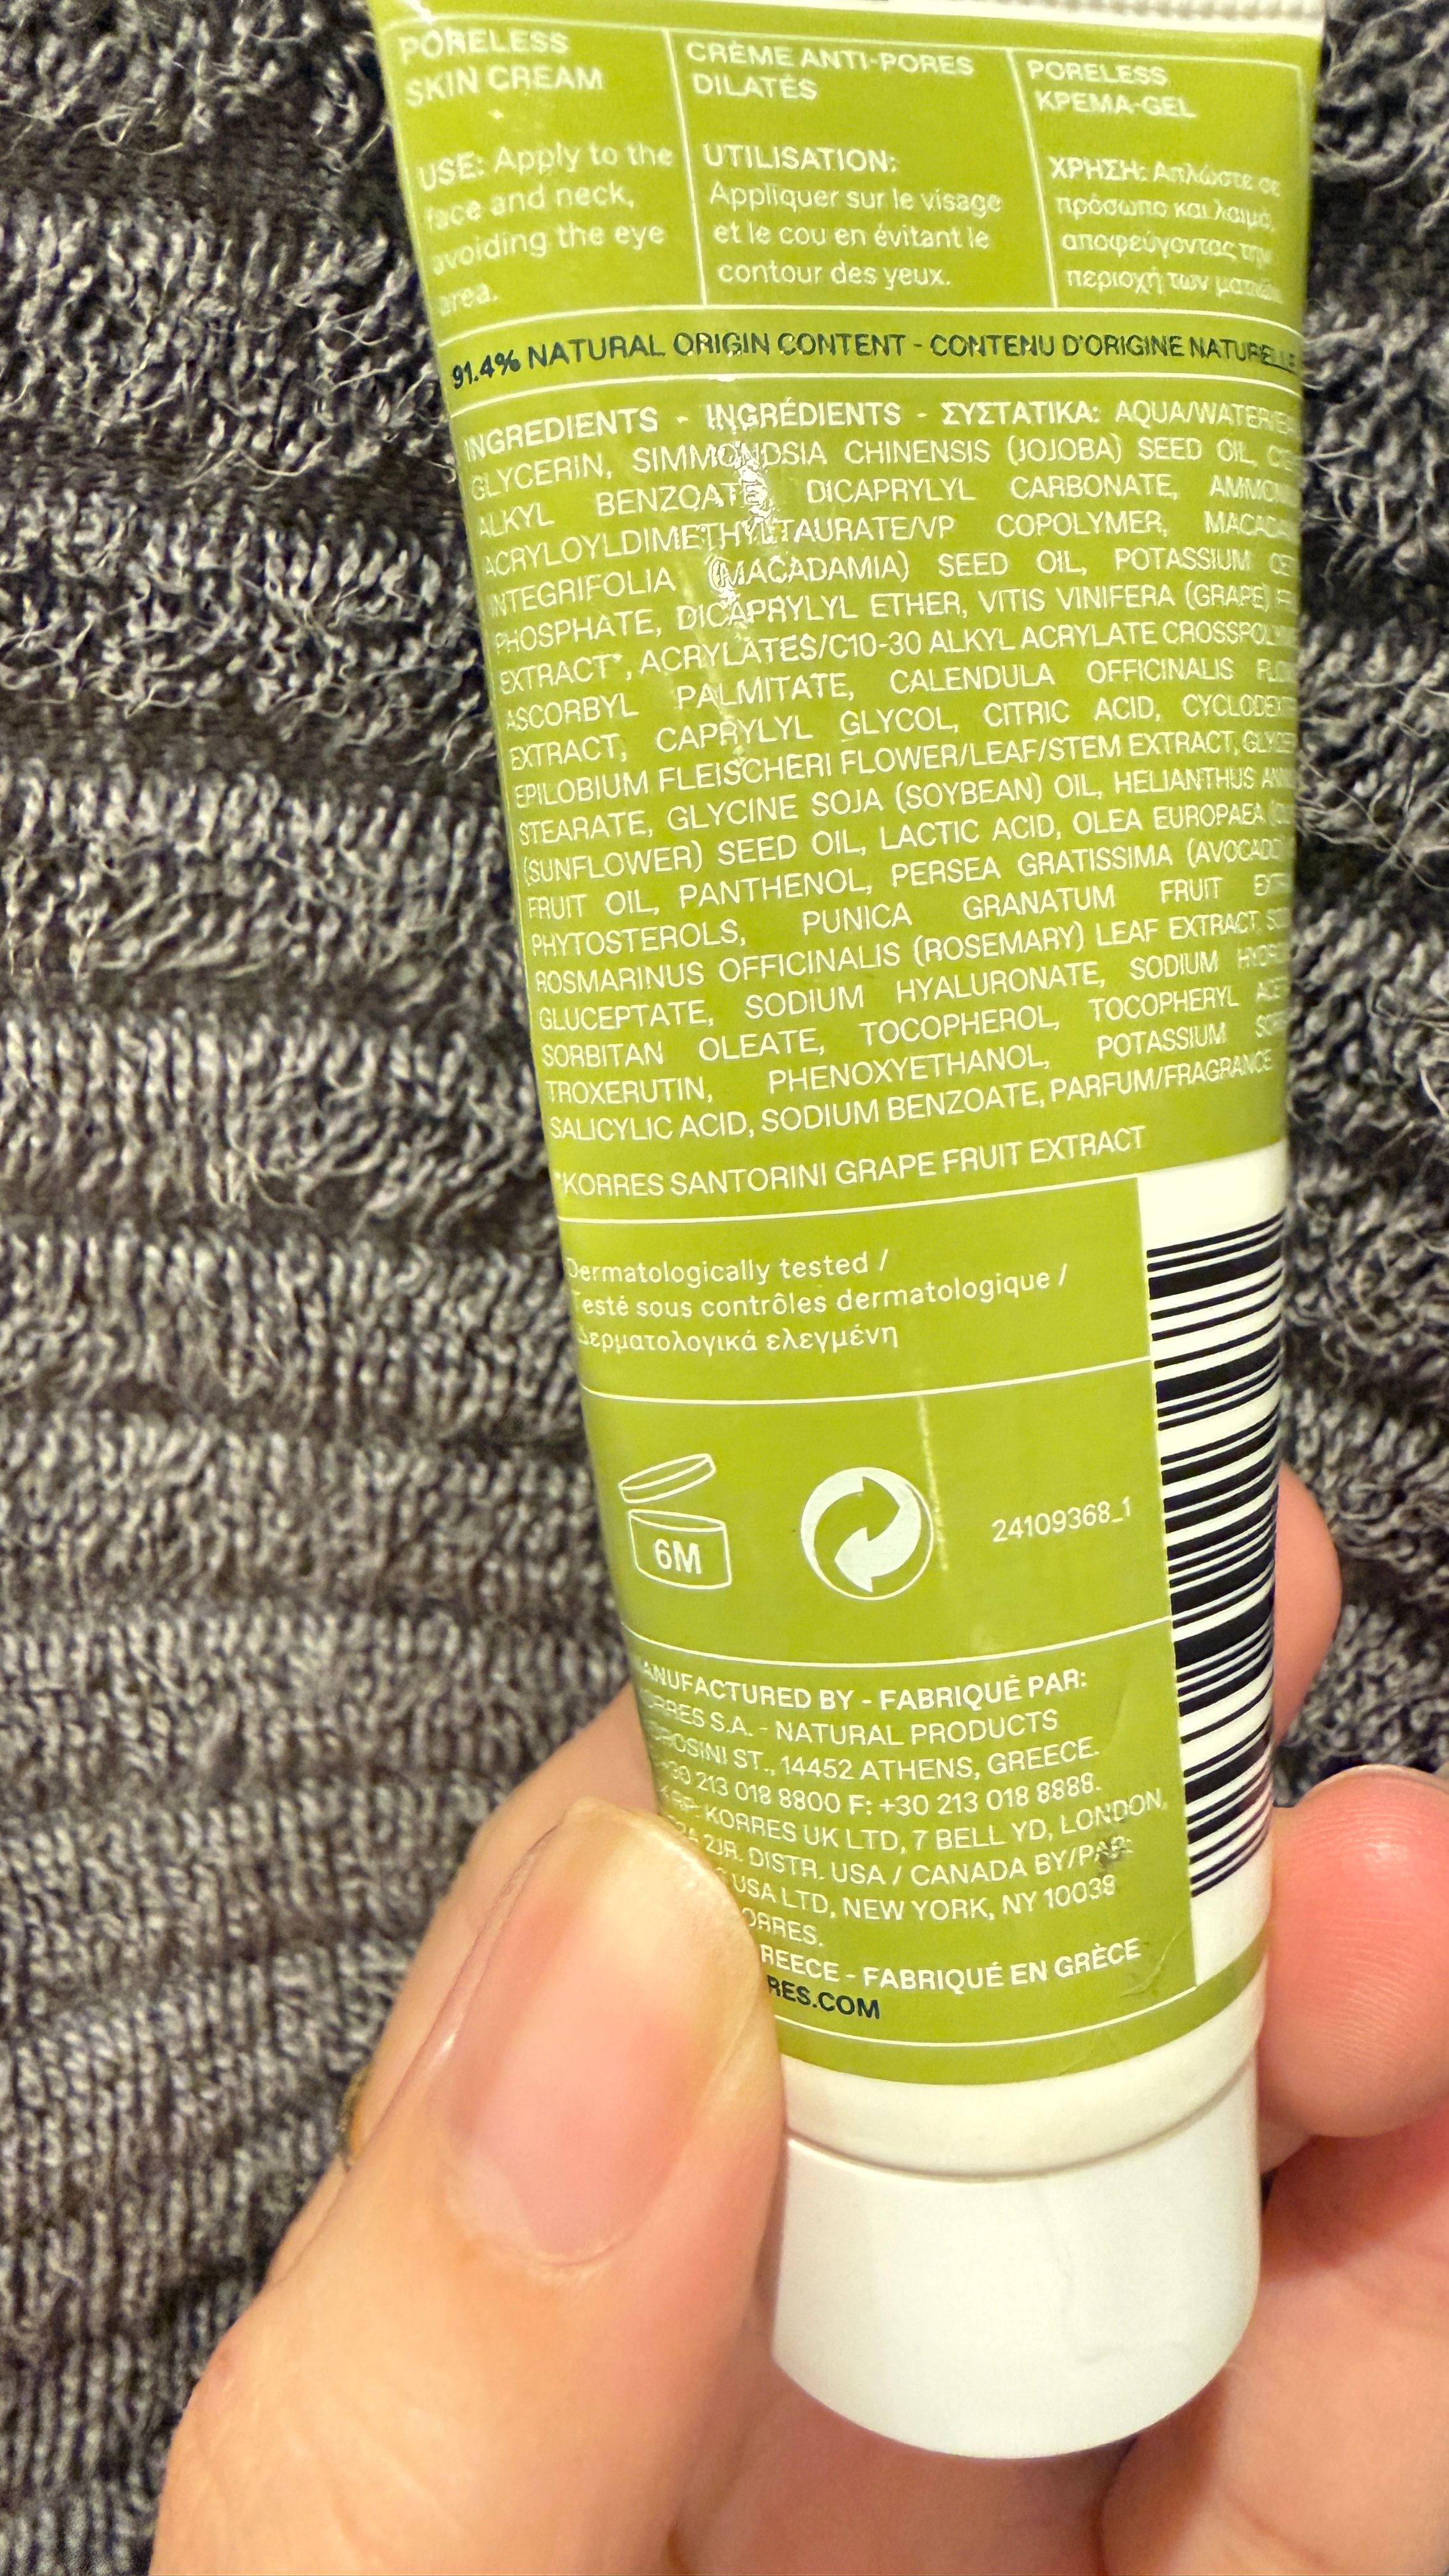 PORELESS
SKIN CREAM
USE: Apply to the
face and neck,
avoiding the eye
area.
CRÈME ANTI-PORES
DILATÉS
UTILISATION:
Appliquer sur le visage
et le cou en évitant le
contour des yeux.
PORELESS
ΚΡΕΜΑ-GEL
ΧΡΗΣΗ: Απλώστε σε
πρόσωπο και λαιμό,
αποφεύγοντας την
περιοχή των
91.4% NATURAL ORIGIN CONTENT - CONTENU D'ORIGINE NATURELLE
INGREDIENTS - INGRÉDIENTS - ΣΥΣΤΑΤΙΚΑ: AQUA/WATER/
GLYCERIN, SIMMONDSIA CHINENSIS (JOJOBA) SEED OIL,
ALKYL BENZOATE, DICAPRYLYL CARBONATE,
ACRYLOYLDIMETHYLTAURATE/VP COPOLYMER,
INTEGRIFOLIA (MACADAMIA) SEED OIL, POTASSIUM
PHOSPHATE, DICAPRYLYL ETHER, VITIS VINIFERA (GRAPE)
EXTRACT*, ACRYLATES/C10-30 ALKYL ACRYLATE
ASCORBYL PALMITATE, CALENDULA OFFICINALIS
EXTRACT, CAPRYLYL GLYCOL, CITRIC ACID,
EPILOBIUM FLEISCHERI FLOWER/LEAF/STEM EXTRACT,
STEARATE, GLYCINE SOJA (SOYBEAN) OIL, HELIANTHUS
(SUNFLOWER) SEED OIL, LACTIC ACID, OLEA EUROPAEA
FRUIT OIL, PANTHENOL, PERSEA GRATISSIMA (AVOCADO)
PHYTOSTEROLS, PUNICA GRANATUM FRUIT
ROSMARINUS OFFICINALIS (ROSEMARY) LEAF EXTRACT,
GLUCEPTATE, SODIUM HYALURONATE, SODIUM
SORBITAN OLEATE, TOCOPHEROL, TOCOPHERYL
TROXERUTIN, PHENOXYETHANOL, POTASSIUM
SALICYLIC ACID, SODIUM BENZOATE, PARFUM/FRAGRANCE
*KORRES SANTORINI GRAPE FRUIT EXTRACT
Dermatologically tested /
Testé sous contrôles dermatologique /
Δερματολογικά ελεγμένη
6M
24109368_1
MANUFACTURED BY - FABRIQUÉ PAR:
KORRES S.A. - NATURAL PRODUCTS
ST., 14452 ATHENS, GREECE.
+30 213 018 8800 F: +30 213 018 8888.
KORRES UK LTD, 7 BELL YD, LONDON,
2JR. DISTR. USA / CANADA BY/PAR:
USA LTD, NEW YORK, NY 10038
KORRES.
GREECE - FABRIQUÉ EN GRÈCE
RES.COM